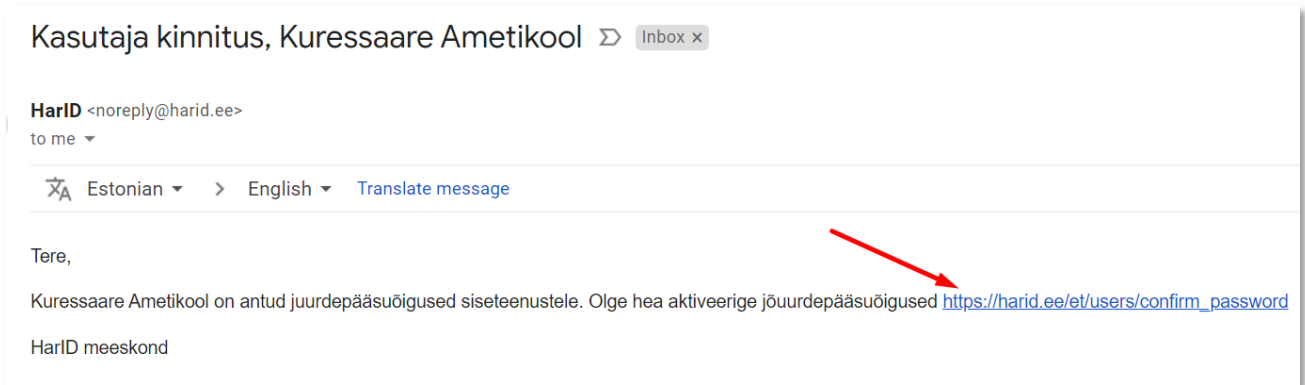 Kasutaja kinnitus, Kuressaare Ametikool Inbox x
HarID <noreply@harid.ee>
to me
Estonian > English Translate message
Tere,
Kuressaare Ametikool on antud juurdepääsuõigused siseteenustele. Olge hea aktiveerige jõuurdepääsuõigused https://harid.ee/et/users/confirm_password
HarID meeskond